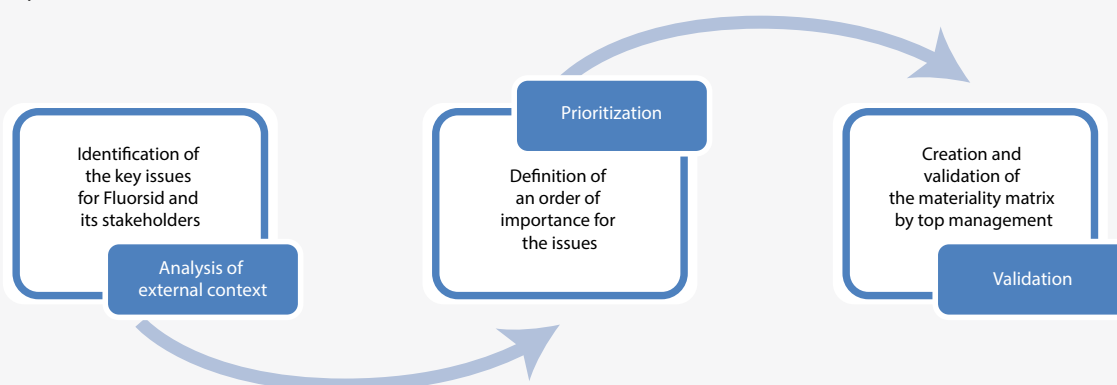 Identification of
the key issues
for Fluorsid and
its stakeholders
Analysis of
external context
Prioritization
Definition of
an order of
importance for
the issues
Creation and
validation of
the materiality matrix
by top management
Validation